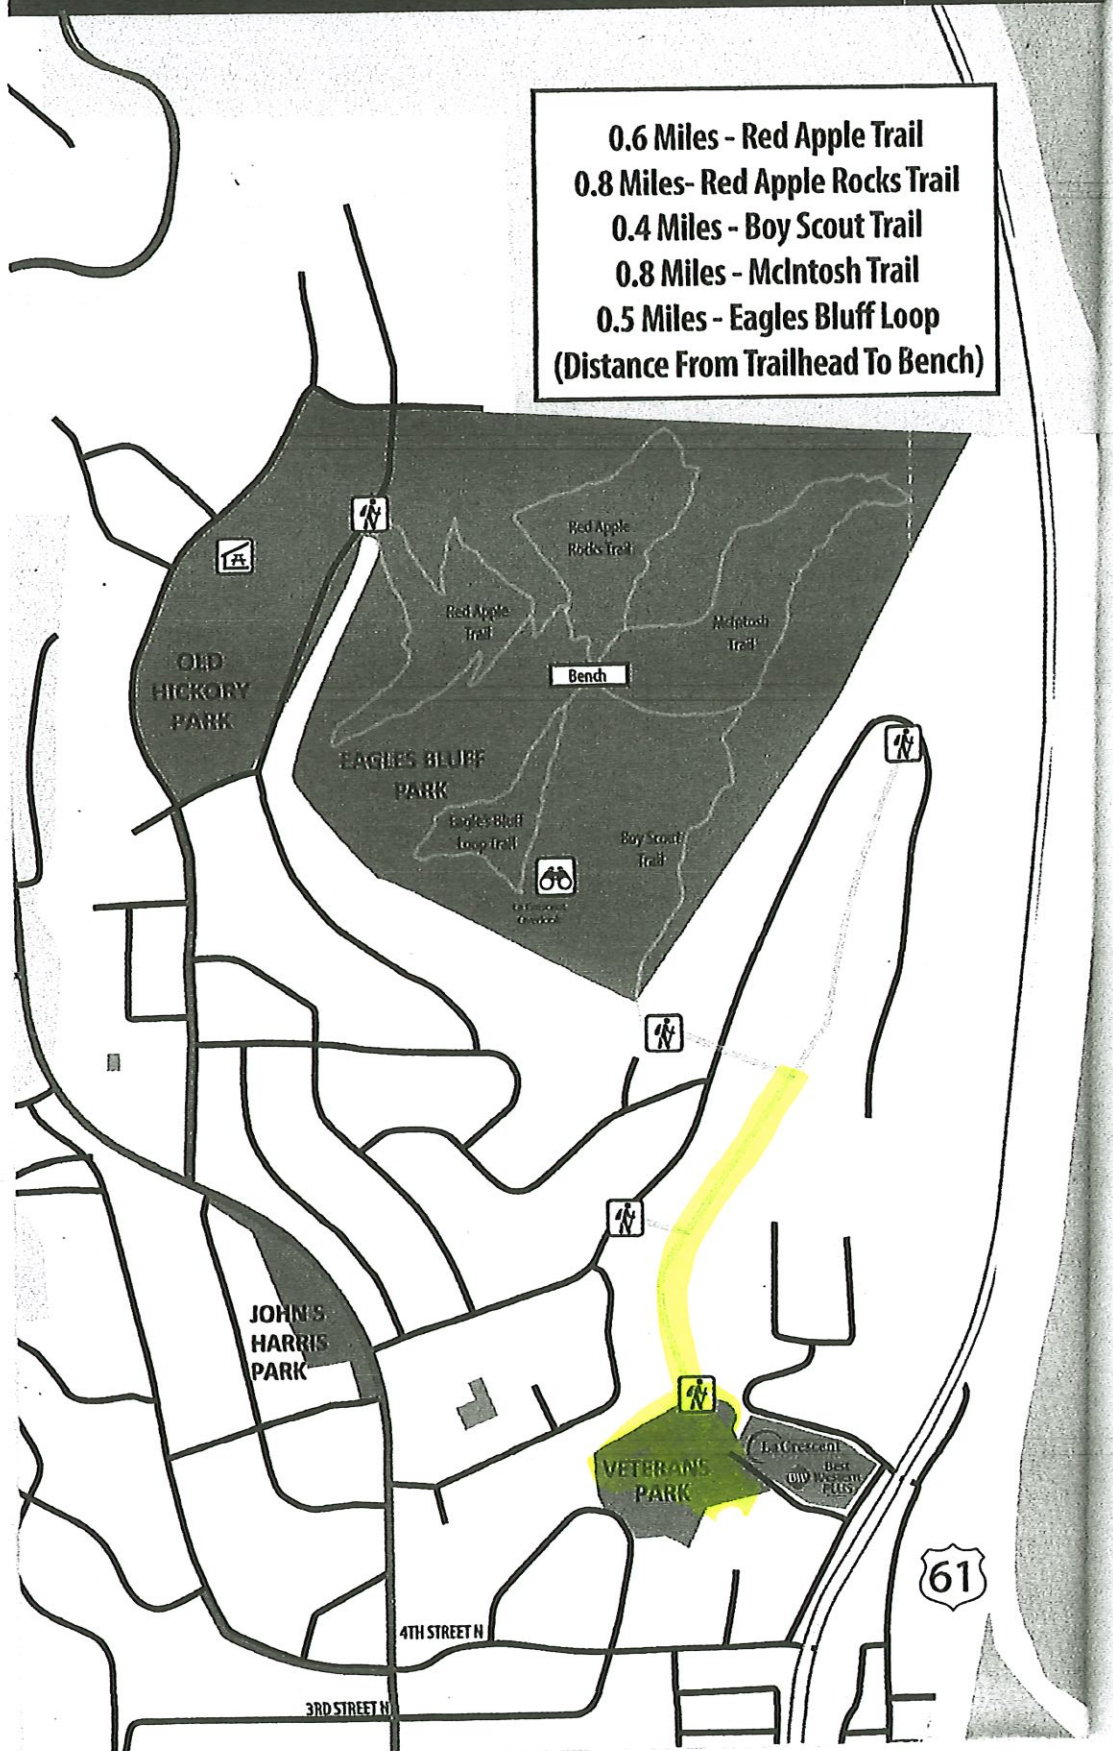 0.6 Miles - Red Apple Trail
0.8 Miles- Red Apple Rocks Trail
0.4 Miles - Boy Scout Trail
0.8 Miles - McIntosh Trail
0.5 Miles - Eagles Bluff Loop
(Distance From Trailhead To Bench)
Red Apple
Rocks Trail
Red Apple
Trail
McIntosh
Trail
Bench
OLD
HICKORY
PARK
EAGLES BLUFF
PARK
Eagles Bluff
Loop Trail
Boy Scout
Trail
La Crescent
Overlook
JOHN S
HARRIS
PARK
VETERANS
PARK
LaCrescent
BW
Best
Western
PLUS
61
4TH STREET N
3RD STREET N